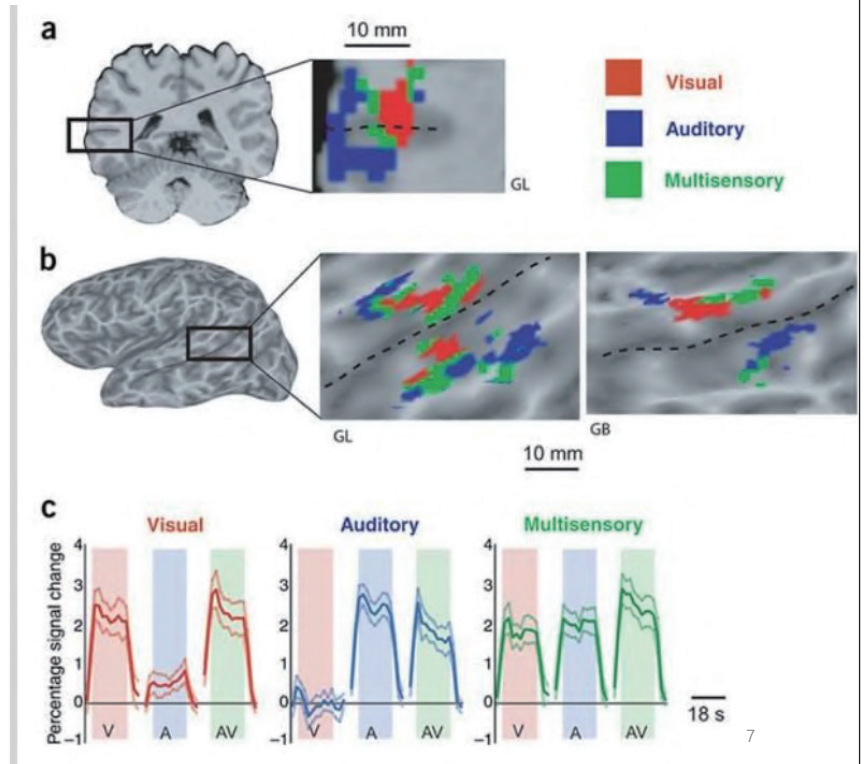 a
10 mm
GL
Visual
Auditory
Multisensory
b
GL
GB
10 mm
c
Visual
Auditory
Multisensory
Percentage signal change
4
3
2
1
0
−1
V
A
AV
4
3
2
1
0
−1
V
A
AV
4
3
2
1
0
−1
V
A
AV
18 s
7